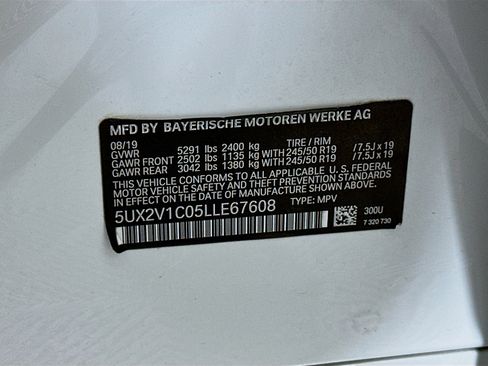 MFD BY BAYERISCHE MOTOREN WERKE AG
08/19 TIRE / RIM
GVWR 5291 lbs 2400 kg
GAWR FRONT 2502 lbs 1135 kg WITH 245/50 R19 /7.5J x 19
GAWR REAR 3042 lbs 1380 kg WITH 245/50 R19 /7.5J x 19
THIS VEHICLE CONFORMS TO ALL APPLICABLE U.S. FEDERAL
MOTOR VEHICLE SAFETY STANDARDS IN EFFECT ON THE
DATE OF MANUFACTURE SHOWN ABOVE.
5UX2V1C05LLE67608 TYPE: MPV
300U
7 320 730